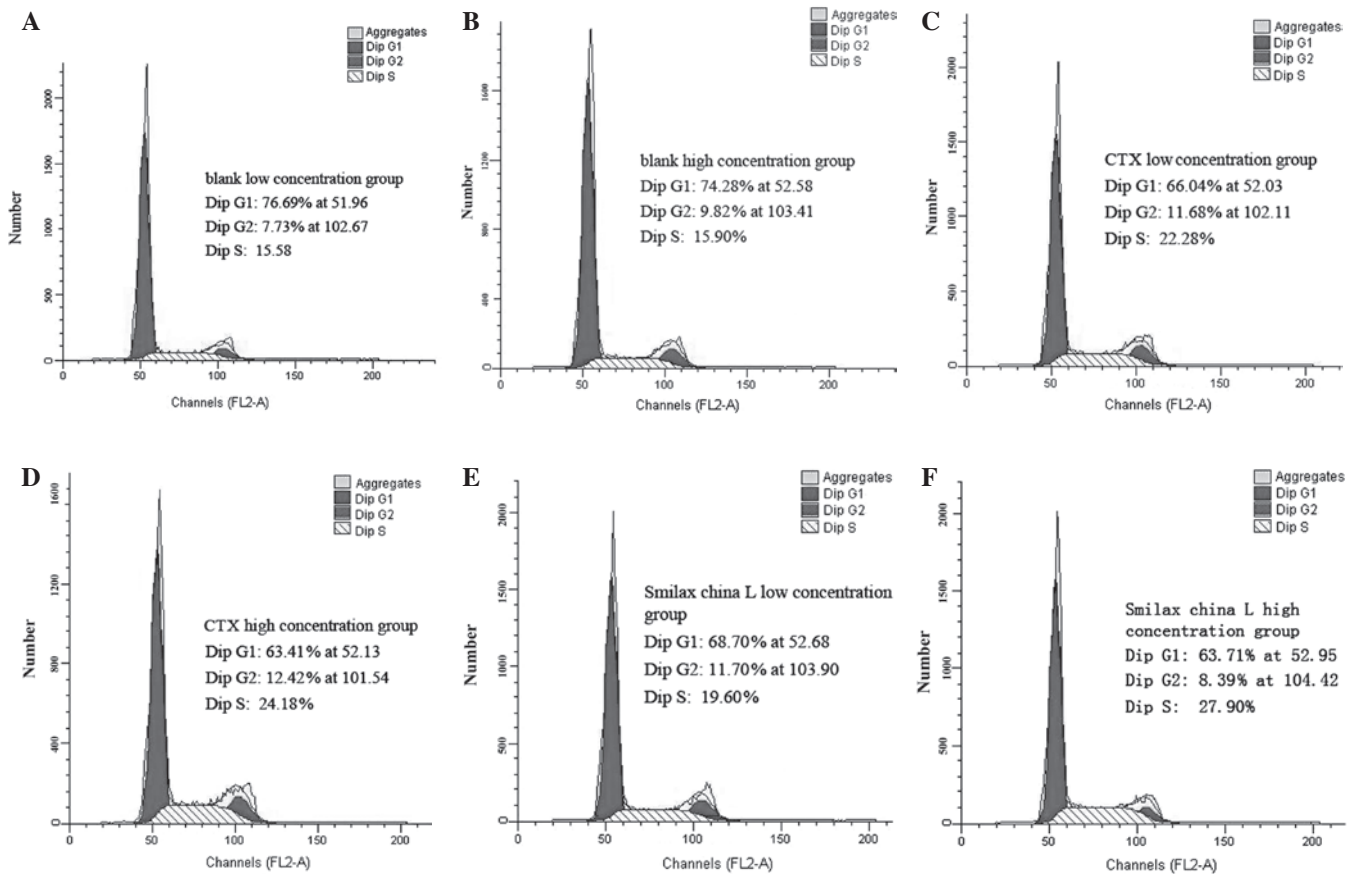 A
Aggregates
Dip G1
Dip G2
Dip S
blank low concentration group
Dip G1: 76.69% at 51.96
Dip G2: 7.73% at 102.67
Dip S: 15.58
Number
2000
1500
1000
500
0
0 50 100 150 200
Channels (FL2-A)
B
Aggregates
Dip G1
Dip G2
Dip S
blank high concentration group
Dip G1: 74.28% at 52.58
Dip G2: 9.82% at 103.41
Dip S: 15.90%
Number
1600
1200
800
400
0
0 50 100 150 200
Channels (FL2-A)
C
Aggregates
Dip G1
Dip G2
Dip S
CTX low concentration group
Dip G1: 66.04% at 52.03
Dip G2: 11.68% at 102.11
Dip S: 22.28%
Number
2000
1500
1000
500
0
0 50 100 150 200
Channels (FL2-A)
D
Aggregates
Dip G1
Dip G2
Dip S
CTX high concentration group
Dip G1: 63.41% at 52.13
Dip G2: 12.42% at 101.54
Dip S: 24.18%
Number
1600
1200
800
400
0
0 50 100 150 200
Channels (FL2-A)
E
Aggregates
Dip G1
Dip G2
Dip S
Smilax china L low concentration
group
Dip G1: 68.70% at 52.68
Dip G2: 11.70% at 103.90
Dip S: 19.60%
Number
2000
1500
1000
500
0
0 50 100 150 200
Channels (FL2-A)
F
Aggregates
Dip G1
Dip G2
Dip S
Smilax china L high
concentration group
Dip G1: 63.71% at 52.95
Dip G2: 8.39% at 104.42
Dip S: 27.90%
Number
2000
1500
1000
500
0
0 50 100 150 200
Channels (FL2-A)